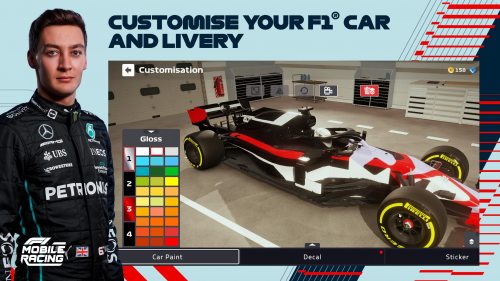 CUSTOMISE YOUR F1® CAR
AND LIVERY
Customisation
150
Gloss
1
2
3
4
UBS
PETRONAS
F1
MOBILE
RACING
Car Paint
Decal
Sticker